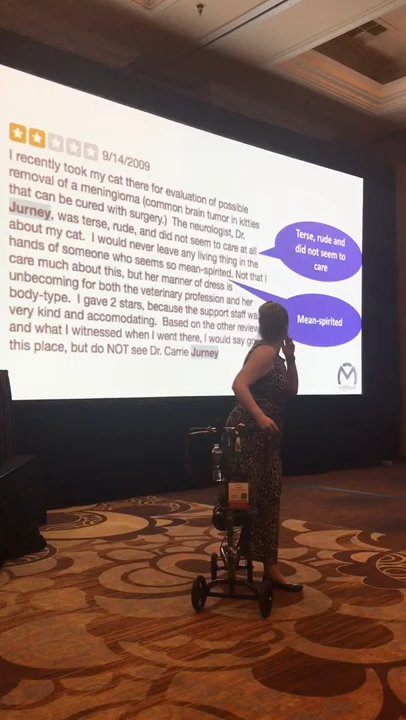 9/14/2009
I recently took my cat there for evaluation of possible
removal of a meningioma (common brain tumor in kitties
that can be cured with surgery.) The neurologist, Dr.
Jurney, was terse, rude, and did not seem to care at all
about my cat. I would never leave any living thing in the
hands of someone who seems so mean-spirited. Not that I
care much about this, but her manner of dress is
unbecoming for both the veterinary profession and her
body-type. I gave 2 stars, because the support staff
very kind and accomodating. Based on the other
and what I witnessed when I went there, I would say
this place, but do NOT see Dr. Carrie Jurney
Terse, rude and
did not seem to
care
Mean-spirited